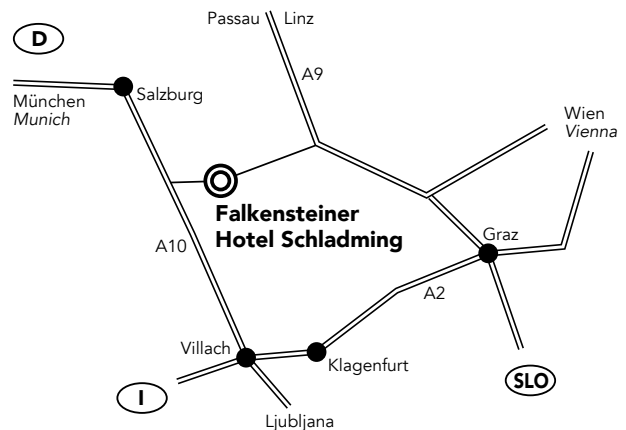 D
Passau Linz
A9
München
Munich
Salzburg
Wien
Vienna
Falkensteiner
Hotel Schladming
A10
Graz
A2
Villach
Klagenfurt
I
SLO
Ljubljana